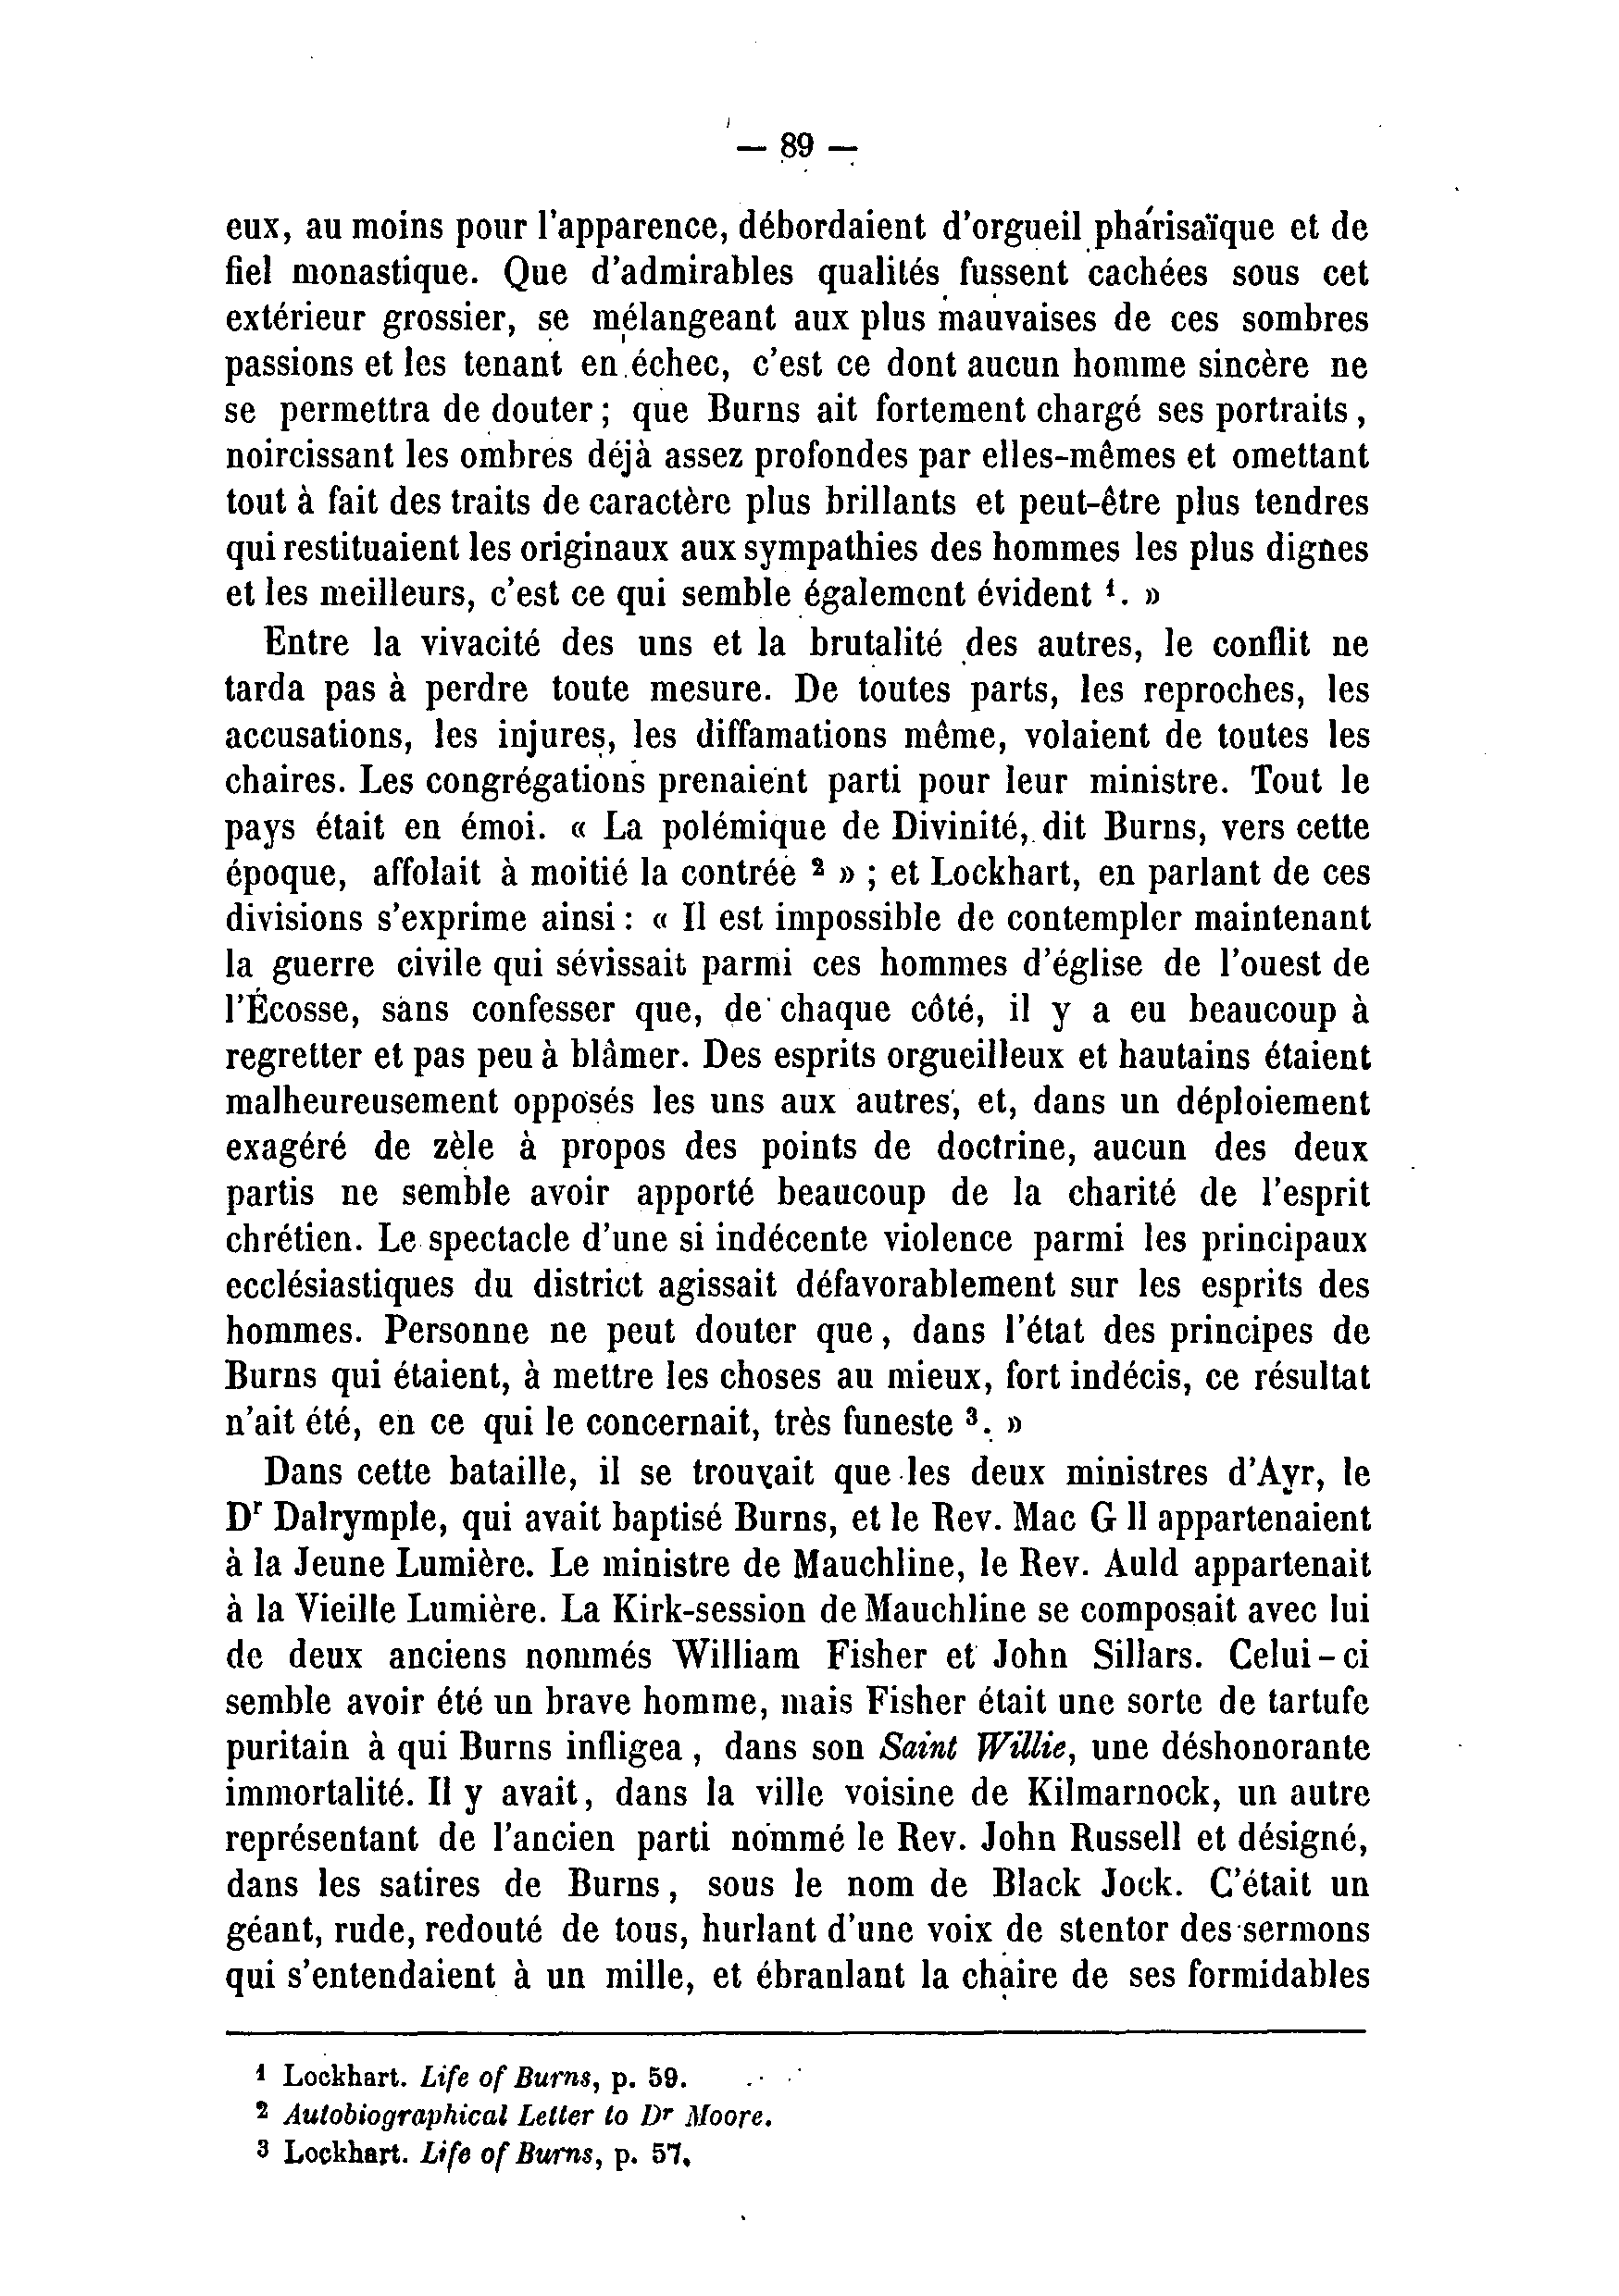 — 89 —
eux, au moins pour l'apparence, débordaient d'orgueil pharisaïque et de
fiel monastique. Que d'admirables qualités fussent cachées sous cet
extérieur grossier, se mélangeant aux plus mauvaises de ces sombres
passions et les tenant en échec, c'est ce dont aucun homme sincère ne
se permettra de douter ; que Burns ait fortement chargé ses portraits,
noircissant les ombres déjà assez profondes par elles-mêmes et omettant
tout à fait des traits de caractère plus brillants et peut-être plus tendres
qui restituaient les originaux aux sympathies des hommes les plus dignes
et les meilleurs, c'est ce qui semble également évident ¹. »
Entre la vivacité des uns et la brutalité des autres, le conflit ne
tarda pas à perdre toute mesure. De toutes parts, les reproches, les
accusations, les injures, les diffamations même, volaient de toutes les
chaires. Les congrégations prenaient parti pour leur ministre. Tout le
pays était en émoi. « La polémique de Divinité, dit Burns, vers cette
époque, affolait à moitié la contrée ² » ; et Lockhart, en parlant de ces
divisions s'exprime ainsi : « Il est impossible de contempler maintenant
la guerre civile qui sévissait parmi ces hommes d'église de l'ouest de
l'Écosse, sans confesser que, de chaque côté, il y a eu beaucoup à
regretter et pas peu à blâmer. Des esprits orgueilleux et hautains étaient
malheureusement opposés les uns aux autres, et, dans un déploiement
exagéré de zèle à propos des points de doctrine, aucun des deux
partis ne semble avoir apporté beaucoup de la charité de l'esprit
chrétien. Le spectacle d'une si indécente violence parmi les principaux
ecclésiastiques du district agissait défavorablement sur les esprits des
hommes. Personne ne peut douter que, dans l'état des principes de
Burns qui étaient, à mettre les choses au mieux, fort indécis, ce résultat
n'ait été, en ce qui le concernait, très funeste ³. »
Dans cette bataille, il se trouvait que les deux ministres d'Ayr, le
Dʳ Dalrymple, qui avait baptisé Burns, et le Rev. Mac G ll appartenaient
à la Jeune Lumière. Le ministre de Mauchline, le Rev. Auld appartenait
à la Vieille Lumière. La Kirk-session de Mauchline se composait avec lui
de deux anciens nommés William Fisher et John Sillars. Celui-ci
semble avoir été un brave homme, mais Fisher était une sorte de tartufe
puritain à qui Burns infligea, dans son Saint Willie, une déshonorante
immortalité. Il y avait, dans la ville voisine de Kilmarnock, un autre
représentant de l'ancien parti nommé le Rev. John Russell et désigné,
dans les satires de Burns, sous le nom de Black Jock. C'était un
géant, rude, redouté de tous, hurlant d'une voix de stentor des sermons
qui s'entendaient à un mille, et ébranlant la chaire de ses formidables
¹ Lockhart. Life of Burns, p. 59.
² Autobiographical Letter to Dʳ Moore.
³ Lockhart. Life of Burns, p. 57.